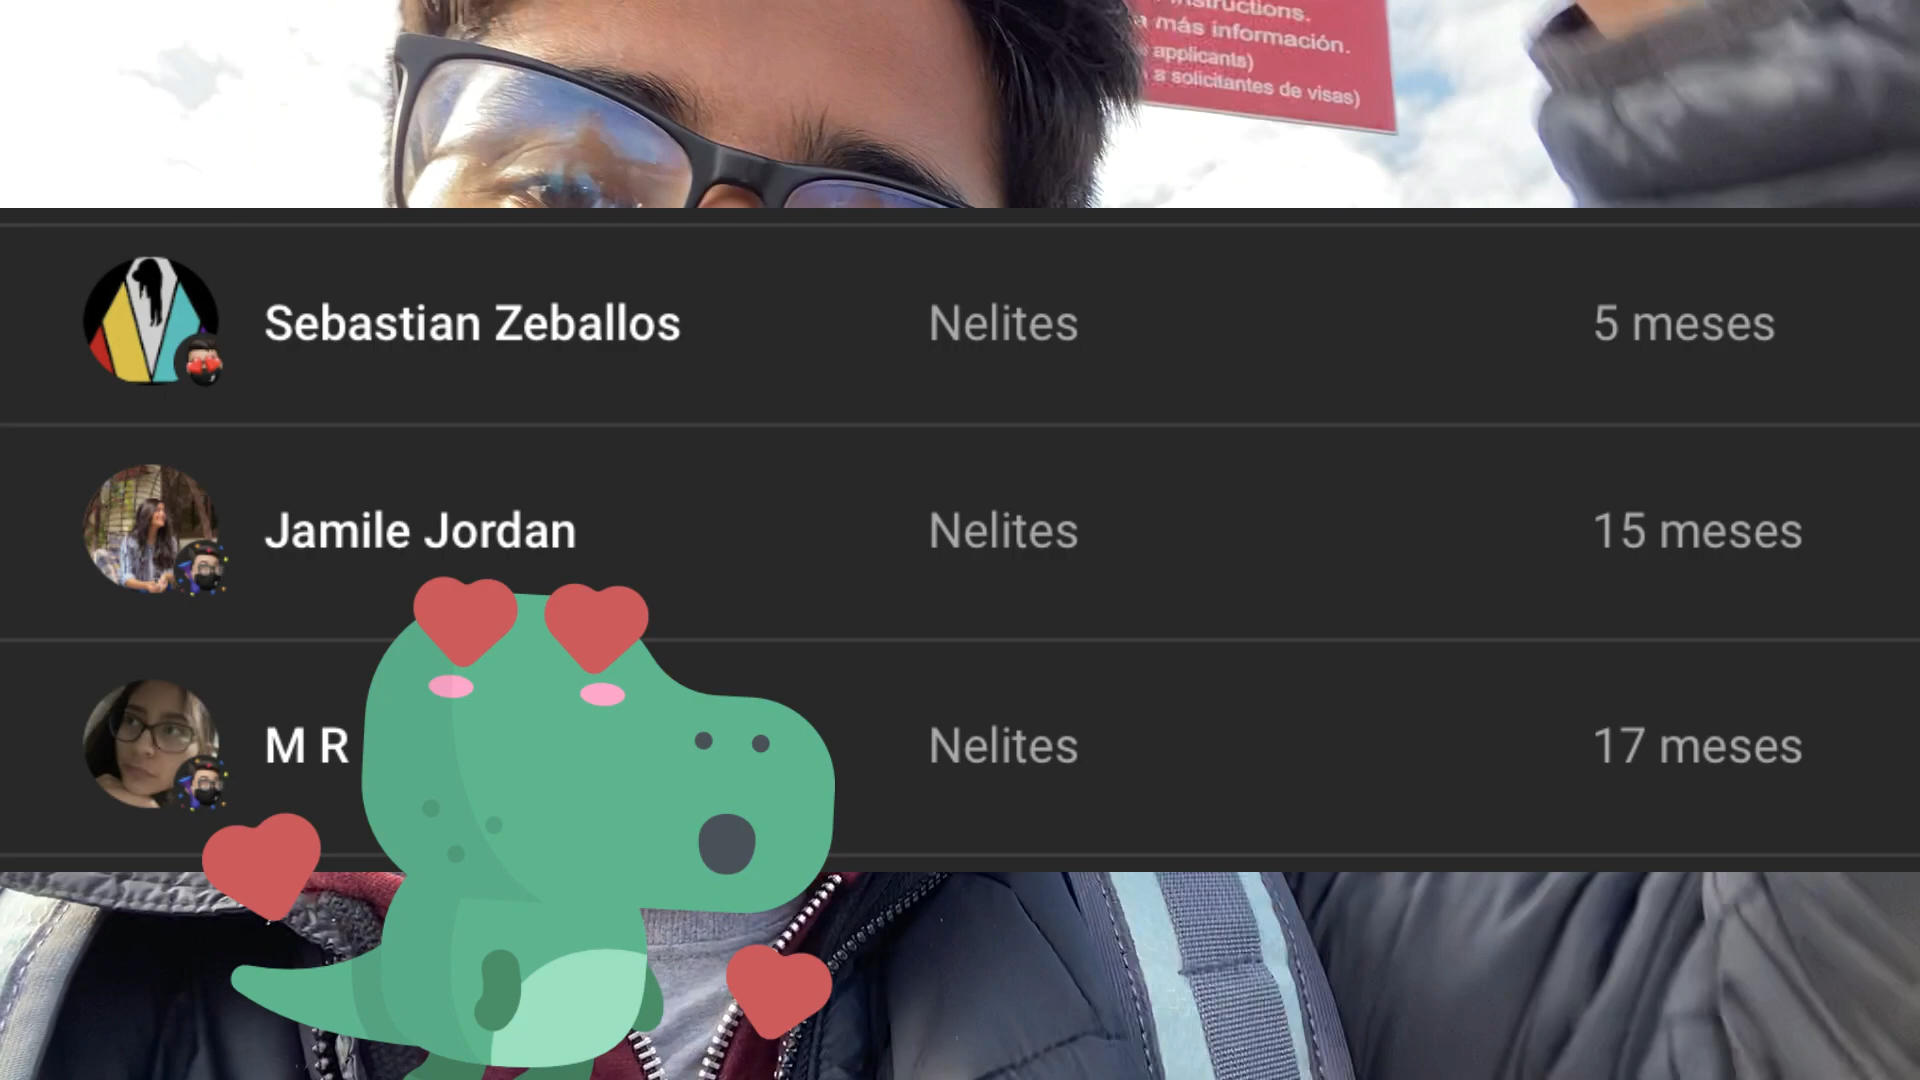 instructions.
más información.
applicants)
a solicitantes de visas)
Sebastian Zeballos
Nelites
5 meses
Jamile Jordan
Nelites
15 meses
M R
Nelites
17 meses